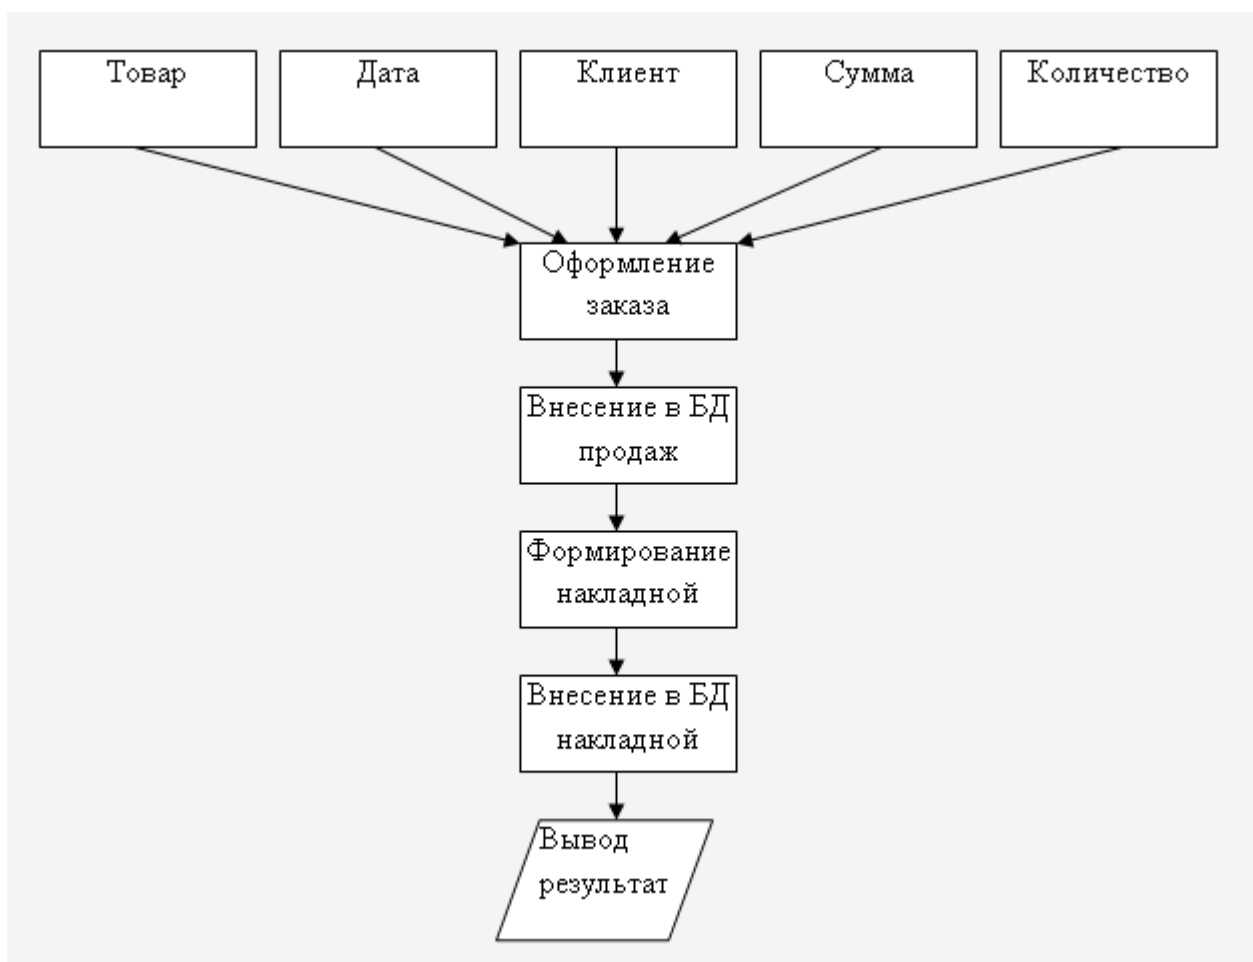 Товар
Дата
Клиент
Сумма
Количество
Оформление
заказа
Внесение в БД
продаж
Формирование
накладной
Внесение в БД
накладной
Вывод
результат